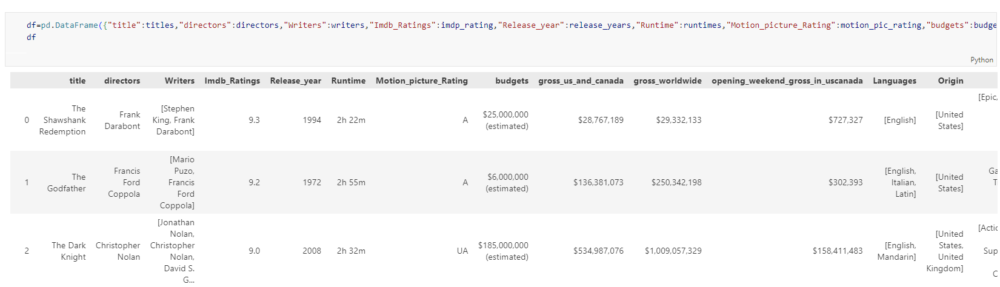 df=pd.DataFrame({"title":titles,"directors":directors,"Writers":writers,"Imdb_Ratings":imdp_rating,"Release_year":release_years,"Runtime":runtimes,"Motion_picture_Rating":motion_pic_rating,"budgets":budge
df
Python
title directors Writers Imdb_Ratings Release_year Runtime Motion_picture_Rating budgets gross_us_and_canada gross_worldwide opening_weekend_gross_in_uscanada Languages Origin
0 The Shawshank Redemption Frank Darabont [Stephen King, Frank Darabont] 9.3 1994 2h 22m A $25,000,000 (estimated) $28,767,189 $29,332,133 $727,327 [English] [United States] [Epic,
1 The Godfather Francis Ford Coppola [Mario Puzo, Francis Ford Coppola] 9.2 1972 2h 55m A $6,000,000 (estimated) $136,381,073 $250,342,198 $302,393 [English, Italian, Latin] [United States]
2 The Dark Knight Christopher Nolan [Jonathan Nolan, Christopher Nolan, David S. G... 9.0 2008 2h 32m UA $185,000,000 (estimated) $534,987,076 $1,009,057,329 $158,411,483 [English, Mandarin] [United States, United Kingdom]